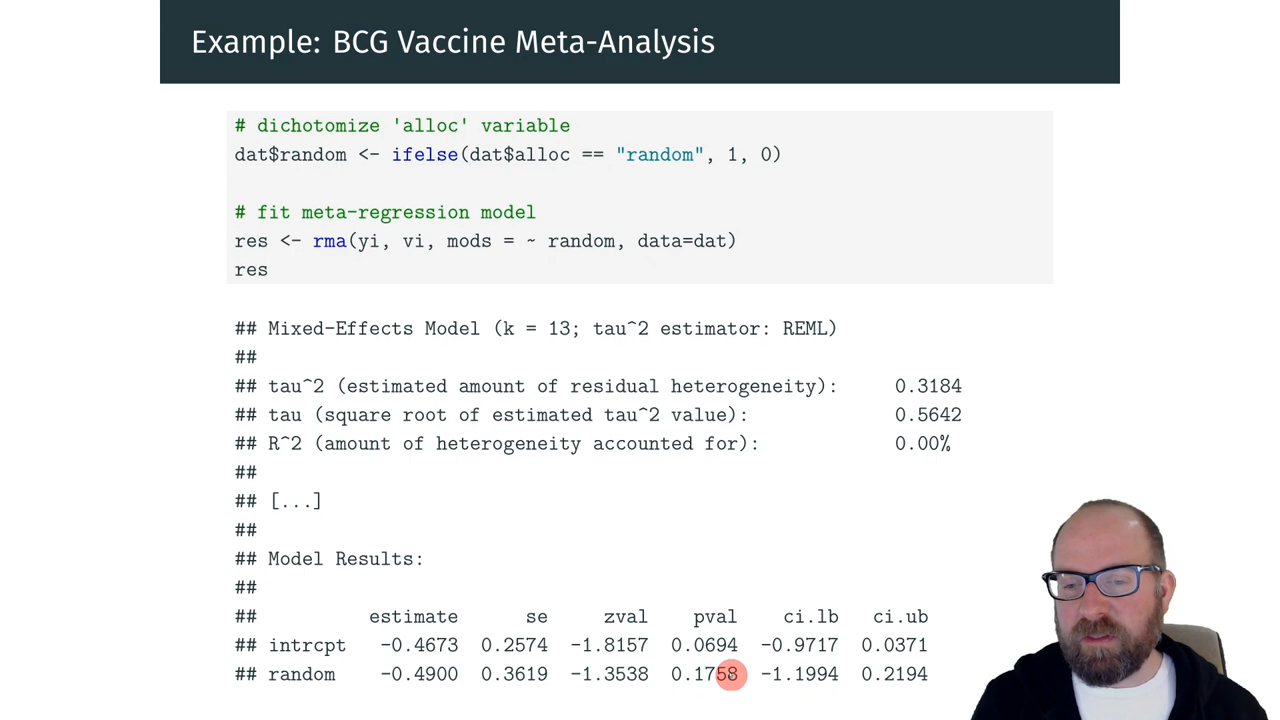 Example: BCG Vaccine Meta-Analysis
# dichotomize 'alloc' variable
dat$random <- ifelse(dat$alloc == "random", 1, 0)
# fit meta-regression model
res <- rma(yi, vi, mods = ~ random, data=dat)
res
## Mixed-Effects Model (k = 13; tau^2 estimator: REML)
##
## tau^2 (estimated amount of residual heterogeneity): 0.3184
## tau (square root of estimated tau^2 value): 0.5642
## R^2 (amount of heterogeneity accounted for): 0.00%
##
## [...]
##
## Model Results:
##
## estimate se zval pval ci.lb ci.ub
## intrcpt -0.4673 0.2574 -1.8157 0.0694 -0.9717 0.0371
## random -0.4900 0.3619 -1.3538 0.1758 -1.1994 0.2194